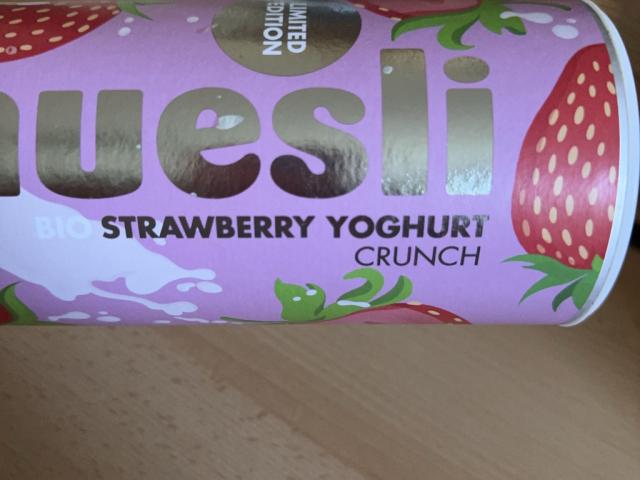 LIMITED
EDITION
uesli
BIO STRAWBERRY YOGHURT
CRUNCH